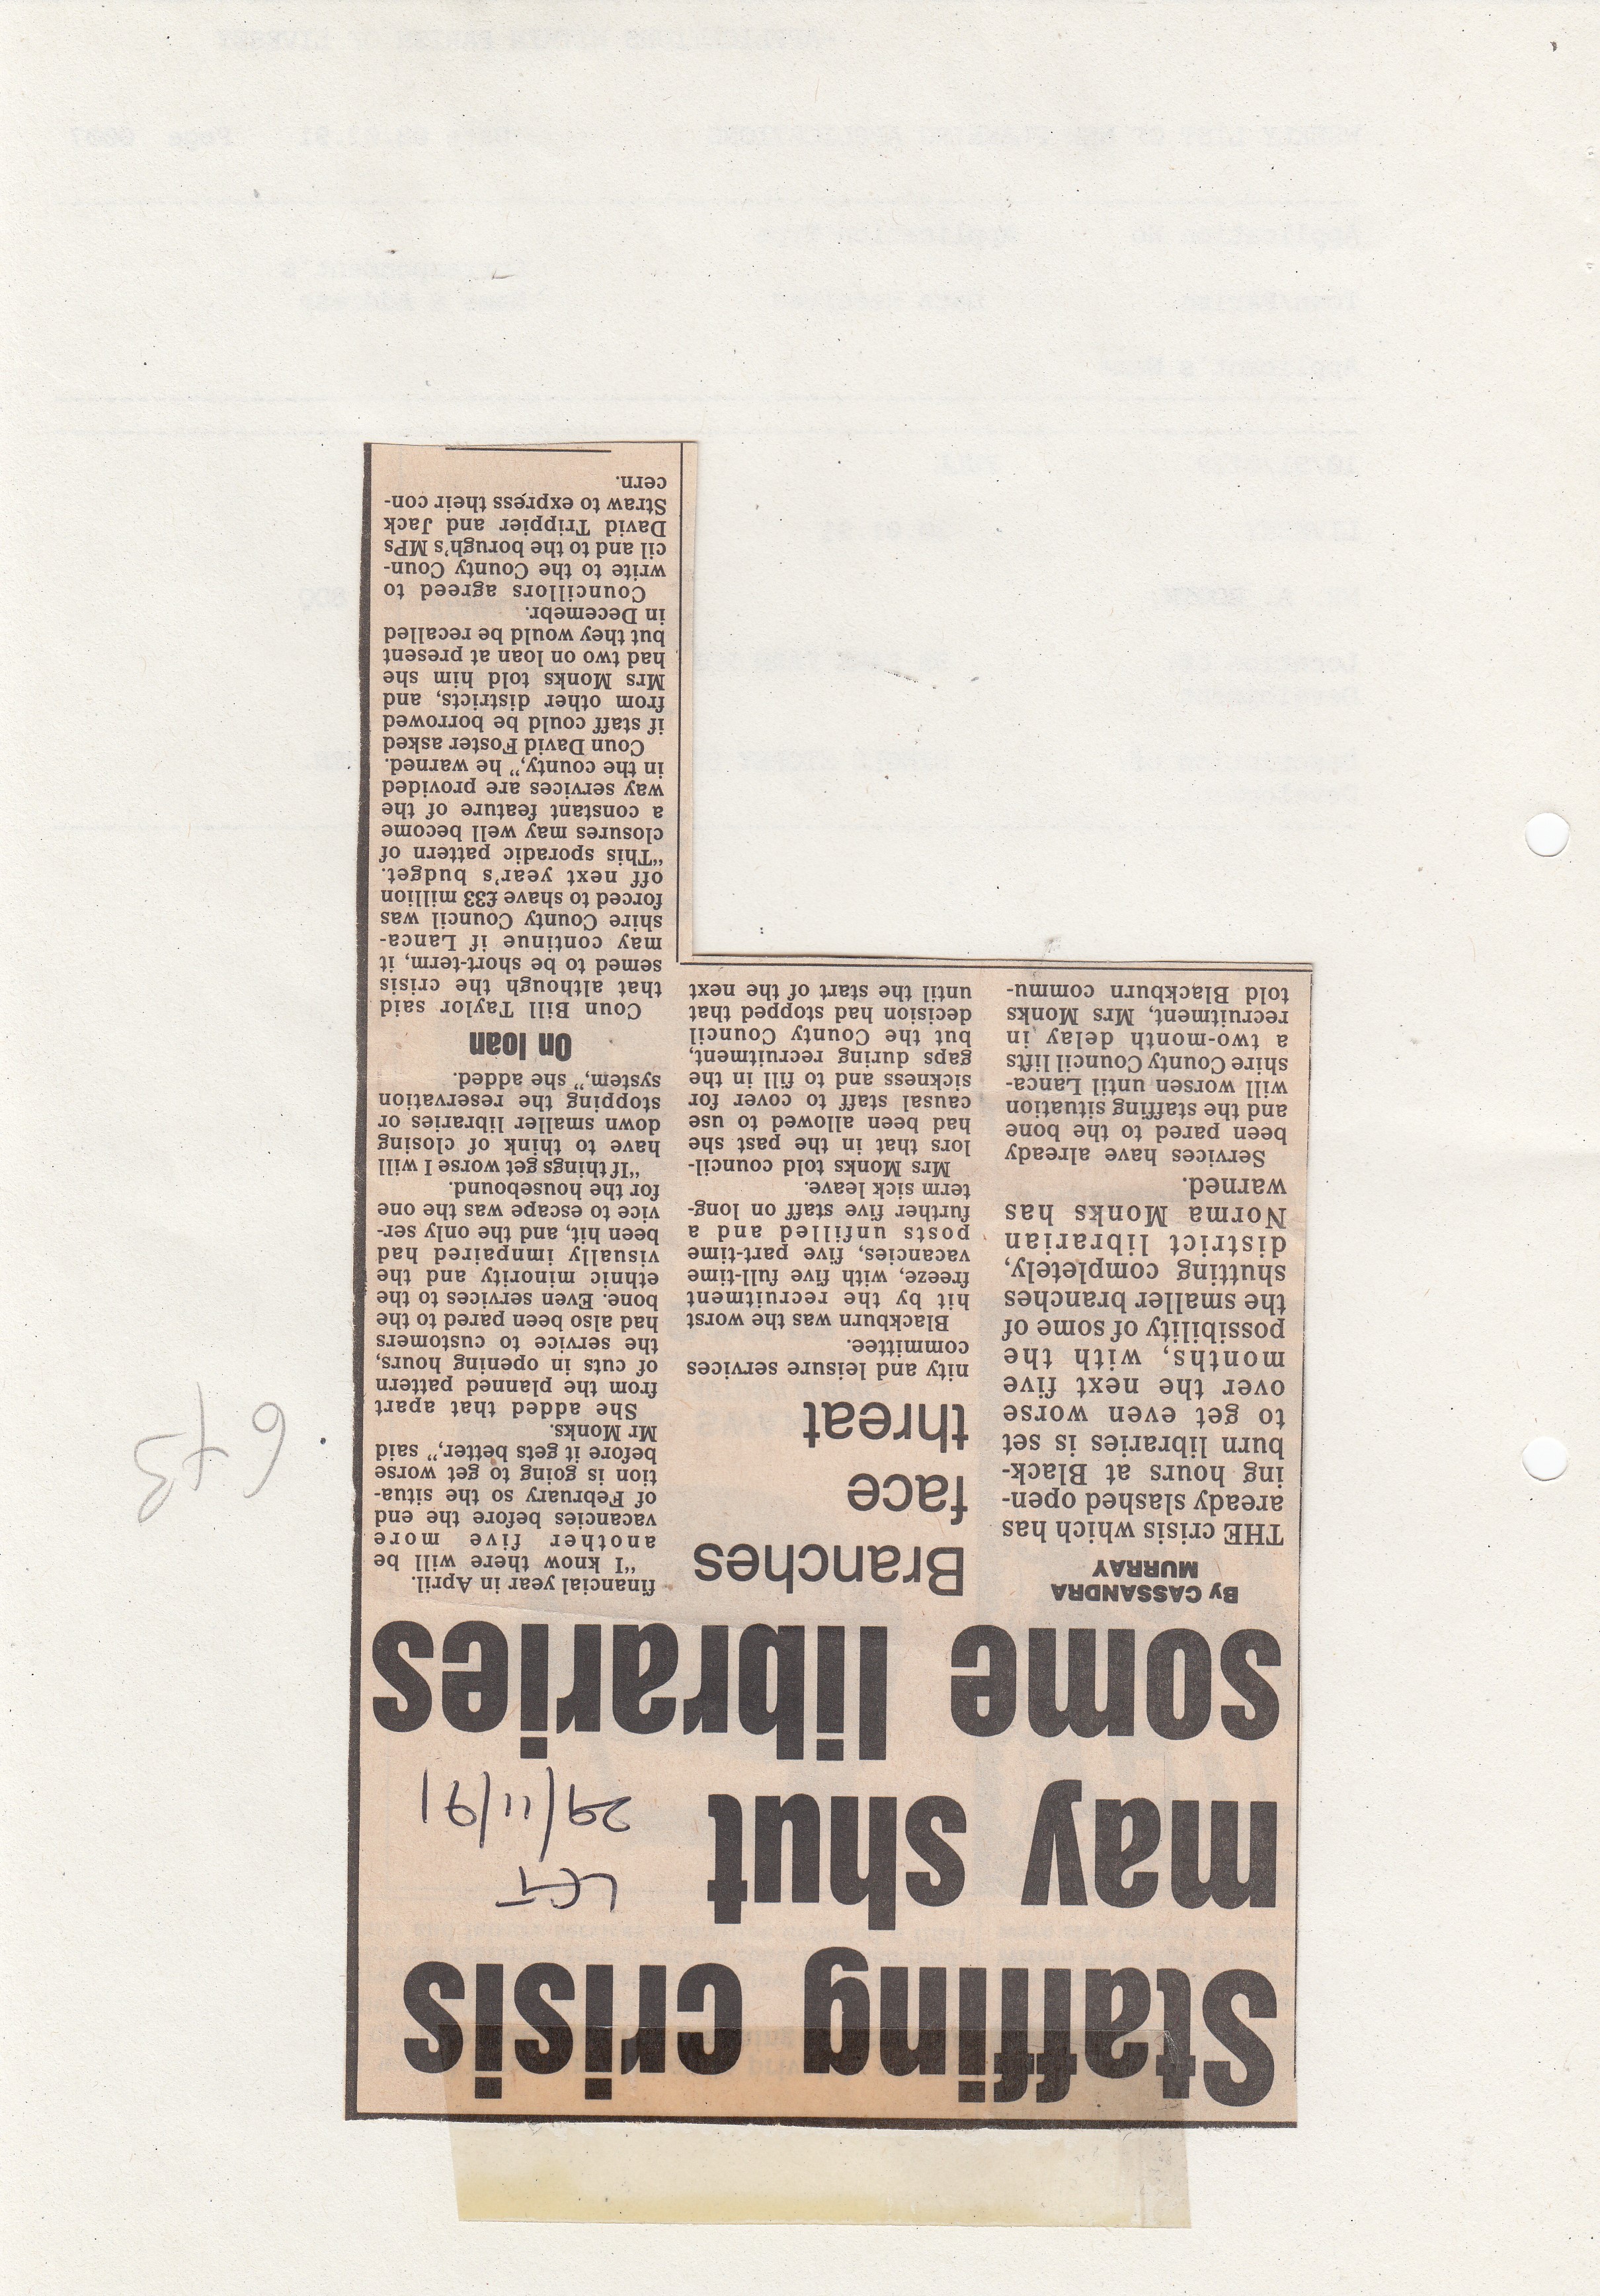 Staffing crisis
may shut
some libraries
LET
29/11/91
By CASSANDRA
MURRAY
THE crisis which has
aready slashed open-
ing hours at Black-
burn libraries is set
to get even worse
over the next five
months, with the
possibility of some of
the smaller branches
shutting completely,
district librarian
Norma Monks has
warned.
Services have already
been pared to the bone
and the staffing situation
will worsen until Lanca-
shire County Council lifts
a two-month delay in
recruitment, Mrs Monks
told Blackburn commu-
Branches
face
threat
nity and leisure services
committee.
Blackburn was the worst
hit by the recruitment
freeze, with five full-time
vacancies, five part-time
posts unfilled and a
further five staff on long-
term sick leave.
Mrs Monks told council-
lors that in the past she
had been allowed to use
causal staff to cover for
sickness and to fill in the
gaps during recruitment,
but the County Council
decision had stopped that
until the start of the next
financial year in April.
“I know there will be
another five more
vacancies before the end
of February so the situa-
tion is going to get worse
before it gets better,” said
Mr Monks.
She added that apart
from the planned pattern
of cuts in opening hours,
the service to customers
had also been pared to the
bone. Even services to the
ethnic minority and the
visually imnpaired had
been hit, and the only ser-
vice to escape was the one
for the housebound.
“If things get worse I will
have to think of closing
down smaller libraries or
stopping the reservation
system,” she added.
On loan
Coun Bill Taylor said
that although the crisis
semed to be short-term, it
may continue if Lanca-
shire County Council was
forced to shave £33 million
off next year's budget.
“This sporadic pattern of
closures may well become
a constant feature of the
way services are provided
in the county,” he warned.
Coun David Foster asked
if staff could be borrowed
from other districts, and
Mrs Monks told him she
had two on loan at present
but they would be recalled
in Decemebr.
Councillors agreed to
write to the County Coun-
cil and to the borugh's MPs
David Trippier and Jack
Straw to express their con-
cern.